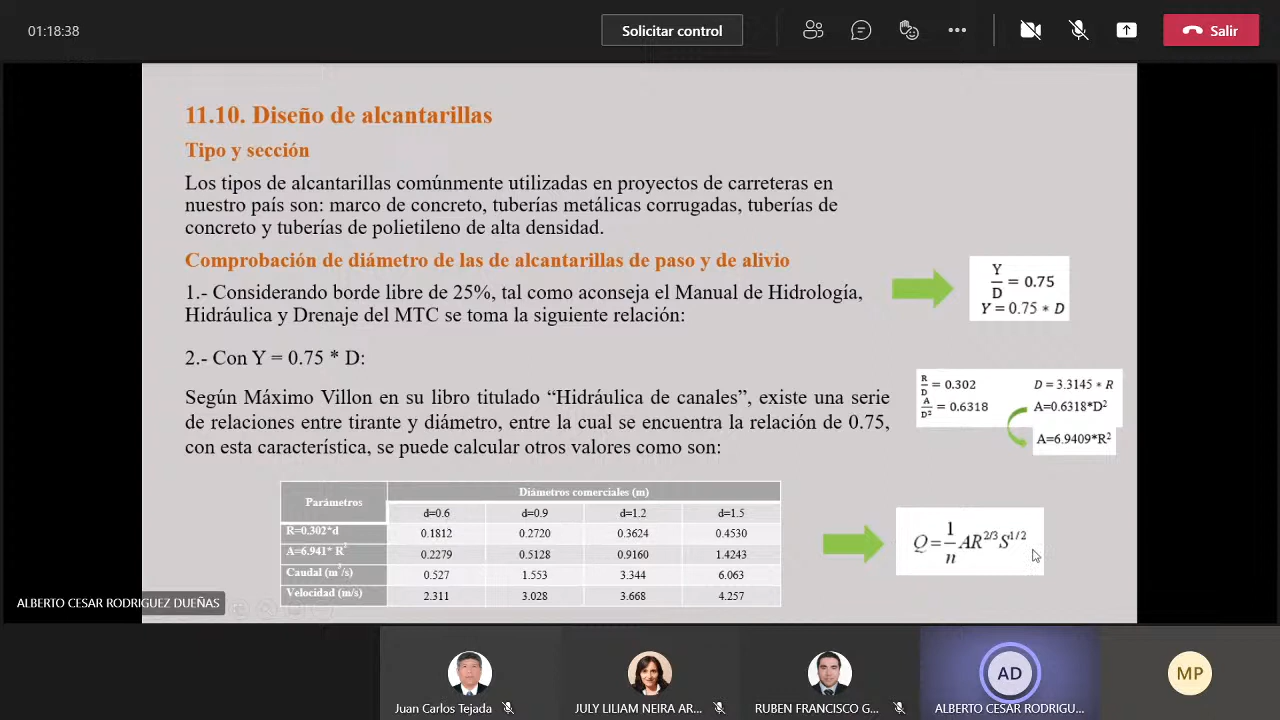 01:18:38
Solicitar control
Salir
11.10. Diseño de alcantarillas
Tipo y sección
Los tipos de alcantarillas comúnmente utilizadas en proyectos de carreteras en
nuestro país son: marco de concreto, tuberías metálicas corrugadas, tuberías de
concreto y tuberías de polietileno de alta densidad.
Comprobación de diámetro de las de alcantarillas de paso y de alivio
1.- Considerando borde libre de 25%, tal como aconseja el Manual de Hidrología,
Hidráulica y Drenaje del MTC se toma la siguiente relación:
Y/D = 0.75
Y = 0.75 * D
2.- Con Y = 0.75 * D:
Según Máximo Villon en su libro titulado “Hidráulica de canales”, existe una serie
de relaciones entre tirante y diámetro, entre la cual se encuentra la relación de 0.75,
con esta característica, se puede calcular otros valores como son:
R/D = 0.302 D = 3.3145 * R
A/D² = 0.6318 A=0.6318*D²
A=6.9409*R²
Parámetros Diámetros comerciales (m)
d=0.6 d=0.9 d=1.2 d=1.5
R=0.302*d 0.1812 0.2720 0.3624 0.4530
A=6.941* R² 0.2279 0.5128 0.9160 1.4243
Caudal (m³/s) 0.527 1.553 3.344 6.063
Velocidad (m/s) 2.311 3.028 3.668 4.257
Q = 1/n AR^2/3 S^1/2
ALBERTO CESAR RODRIGUEZ DUEÑAS
AD
MP
Juan Carlos Tejada
JULY LILIAM NEIRA AR...
RUBEN FRANCISCO G...
ALBERTO CESAR RODRIGU...